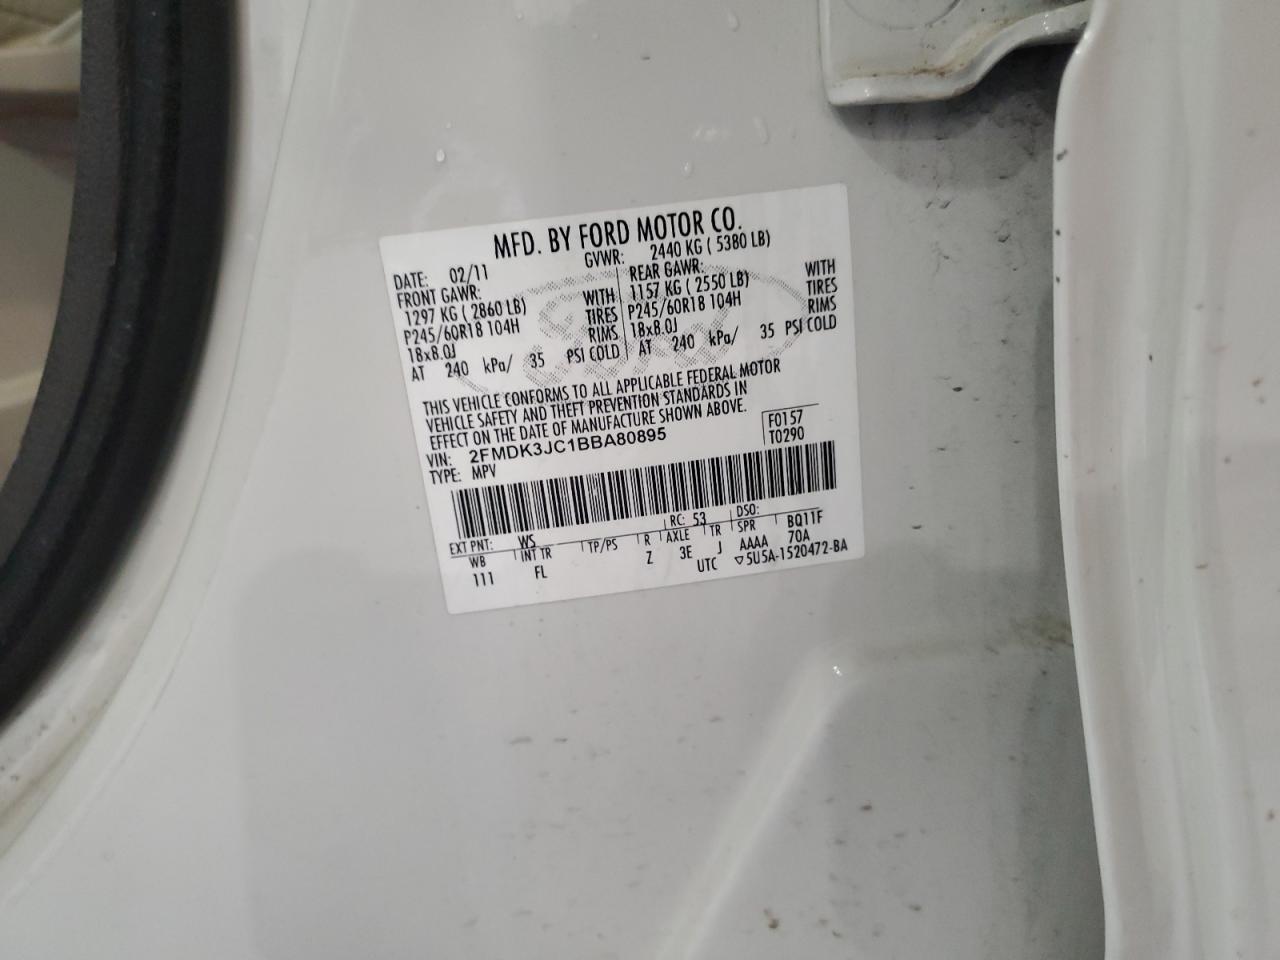 MFD. BY FORD MOTOR CO.
DATE: 02/11 GVWR: 2440 KG ( 5380 LB)
FRONT GAWR: REAR GAWR:
1297 KG ( 2860 LB) WITH 1157 KG ( 2550 LB) WITH
P245/60R18 104H TIRES P245/60R18 104H TIRES
18x8.0J RIMS 18x8.0J RIMS
AT 240 kPa/ 35 PSI COLD AT 240 kPa/ 35 PSI COLD
THIS VEHICLE CONFORMS TO ALL APPLICABLE FEDERAL MOTOR
VEHICLE SAFETY AND THEFT PREVENTION STANDARDS IN
EFFECT ON THE DATE OF MANUFACTURE SHOWN ABOVE.
VIN: 2FMDK3JC1BBA80895 F0157
TYPE: MPV T0290
EXT PNT: WS RC: 53 DSO:
WB INT TR TP/PS R AXLE TR SPR BQ11F
111 FL Z 3E J AAAA 70A
UTC ▽5U5A-1520472-BA